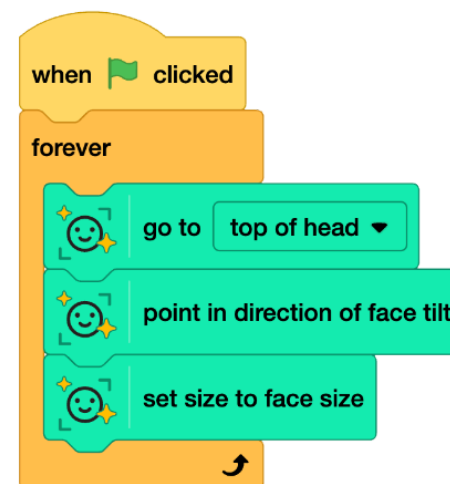 when clicked
forever
go to top of head
point in direction of face tilt
set size to face size